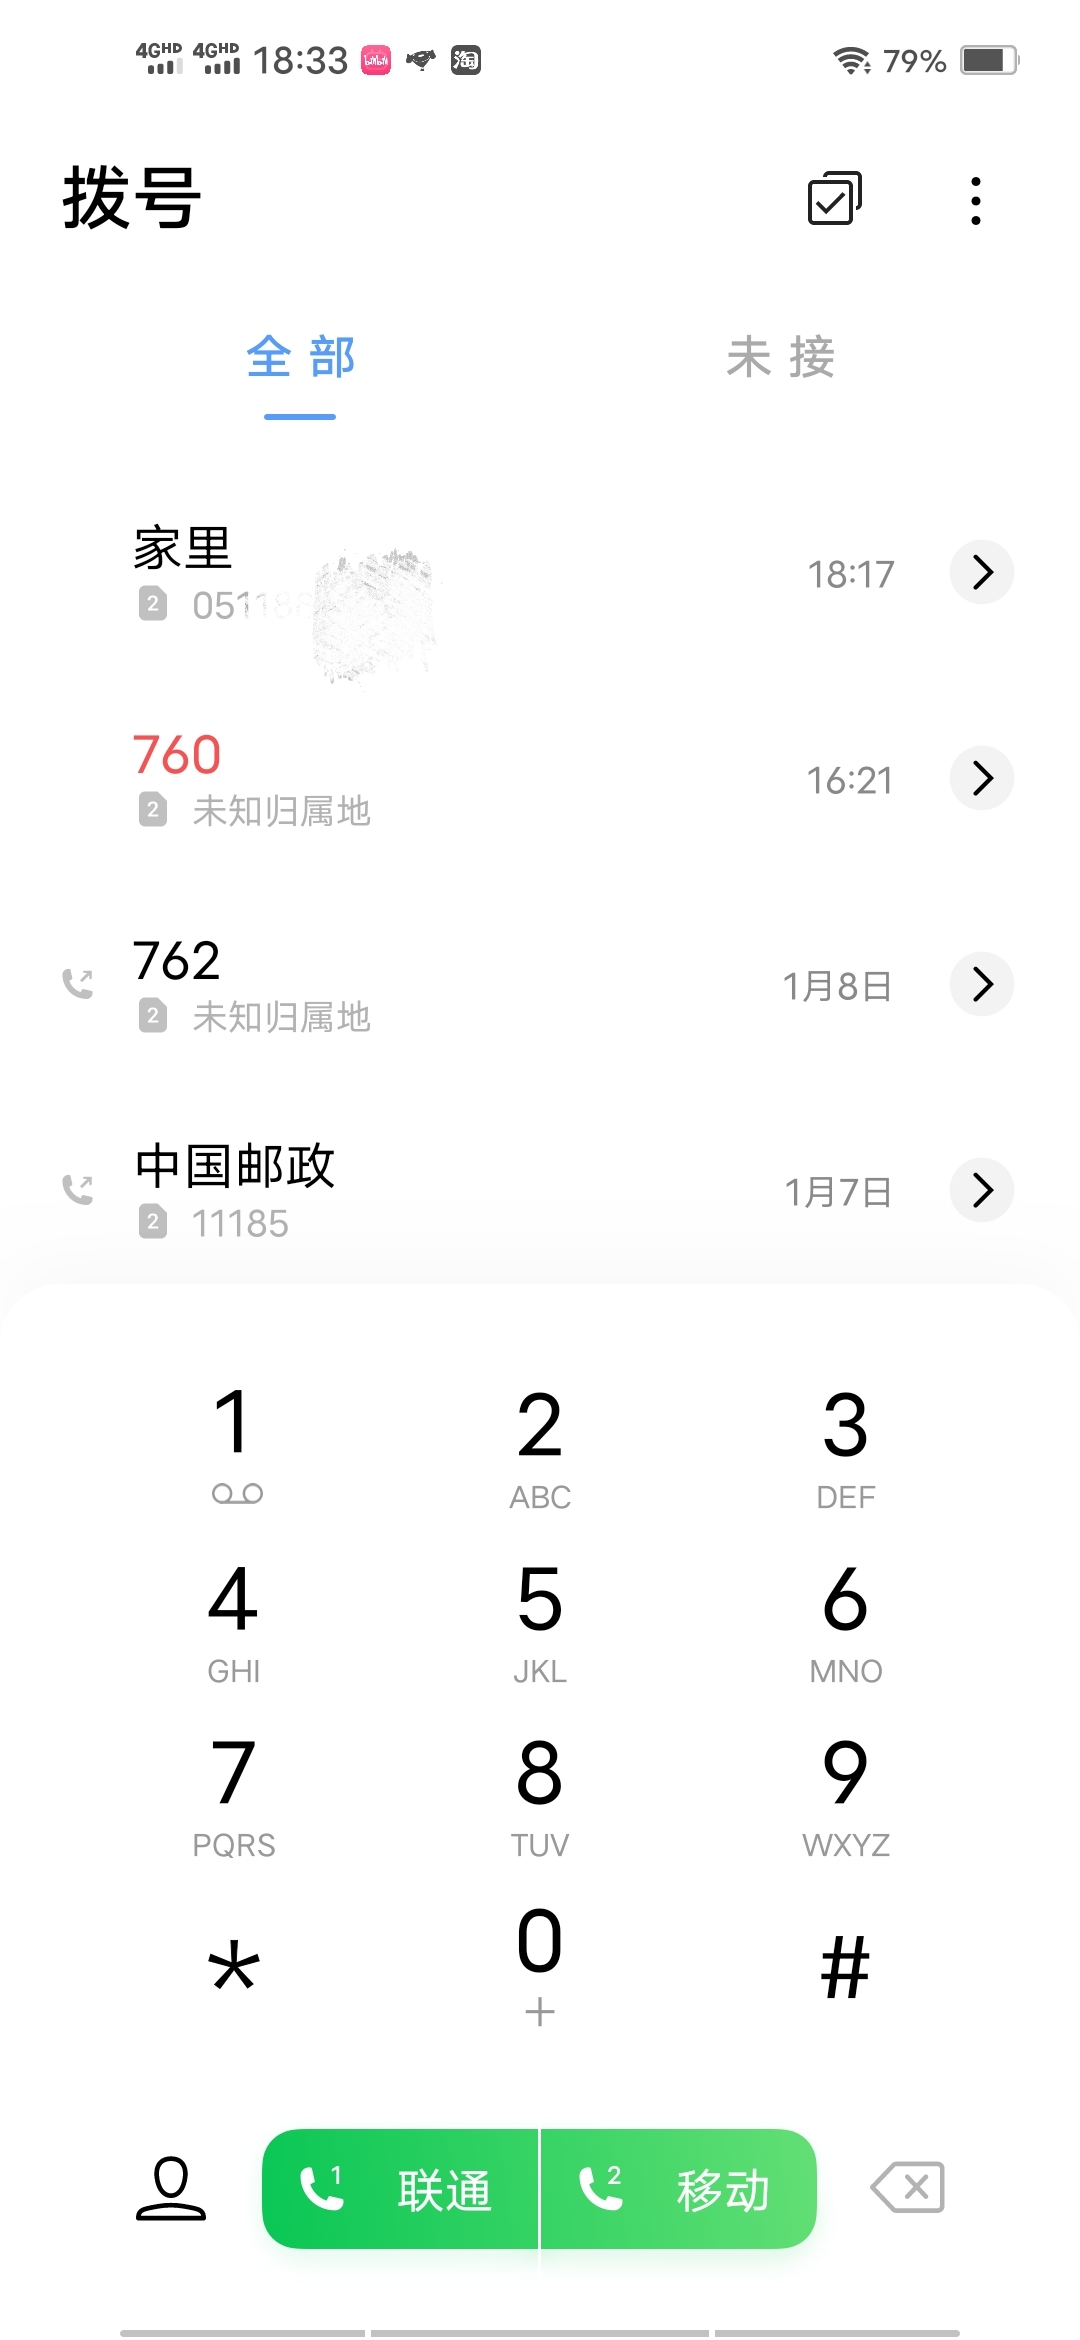 4GHD 4GHD 18:33 bilibili 淘 79%
拨号
全部 未接
家里
2 051188
18:17
760
2 未知归属地
16:21
762
2 未知归属地
1月8日
中国邮政
2 11185
1月7日
1 2 3
ABC DEF
4 5 6
GHI JKL MNO
7 8 9
PQRS TUV WXYZ
* 0 #
+
1 联通 2 移动